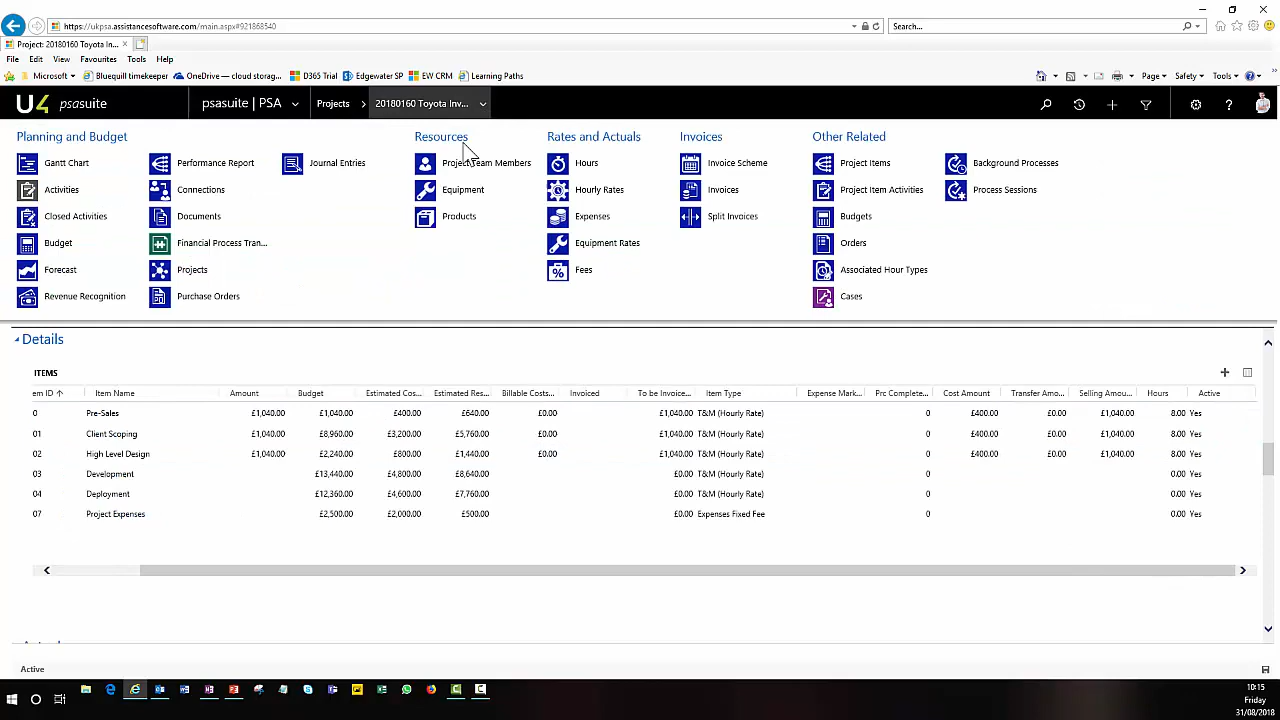 https://ukpsa.assistancesoftware.com/main.aspx#921868540
Search...
Project: 20180160 Toyota In...
File Edit View Favourites Tools Help
Microsoft Bluequill timekeeper OneDrive — cloud storag... D365 Trial Edgewater SP EW CRM Learning Paths
Page Safety Tools
U4 psasuite psasuite | PSA Projects 20180160 Toyota Inv...
Planning and Budget Resources Rates and Actuals Invoices Other Related
Gantt Chart Performance Report Journal Entries Project Team Members Hours Invoice Scheme Project Items Background Processes
Activities Connections Equipment Hourly Rates Invoices Project Item Activities Process Sessions
Closed Activities Documents Products Expenses Split Invoices Budgets
Budget Financial Process Tran... Equipment Rates Orders
Forecast Projects Fees Associated Hour Types
Revenue Recognition Purchase Orders Cases
Details
ITEMS
em ID Item Name Amount Budget Estimated Cos... Estimated Res... Billable Costs... Invoiced To be Invoice... Item Type Expense Mark... Prc Complete... Cost Amount Transfer Amo... Selling Amou... Hours Active
0 Pre-Sales £1,040.00 £1,040.00 £400.00 £640.00 £0.00 £1,040.00 T&M (Hourly Rate) 0 £400.00 £0.00 £1,040.00 8.00 Yes
01 Client Scoping £1,040.00 £8,960.00 £3,200.00 £5,760.00 £0.00 £1,040.00 T&M (Hourly Rate) 0 £400.00 £0.00 £1,040.00 8.00 Yes
02 High Level Design £1,040.00 £2,240.00 £800.00 £1,440.00 £0.00 £1,040.00 T&M (Hourly Rate) 0 £400.00 £0.00 £1,040.00 8.00 Yes
03 Development £13,440.00 £4,800.00 £8,640.00 £0.00 T&M (Hourly Rate) 0 0.00 Yes
04 Deployment £12,360.00 £4,600.00 £7,760.00 £0.00 T&M (Hourly Rate) 0 0.00 Yes
07 Project Expenses £2,500.00 £2,000.00 £500.00 £0.00 Expenses Fixed Fee 0 0.00 Yes
Active
10:15
Friday
31/08/2018